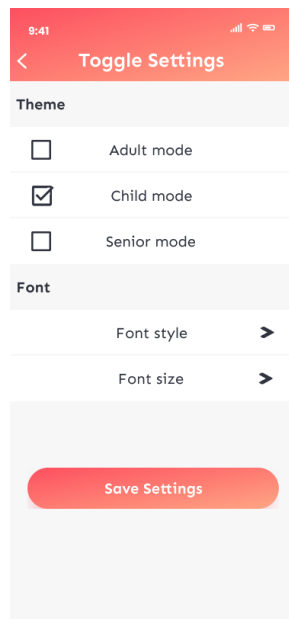 9:41
Toggle Settings
Theme
Adult mode
Child mode
Senior mode
Font
Font style
Font size
Save Settings